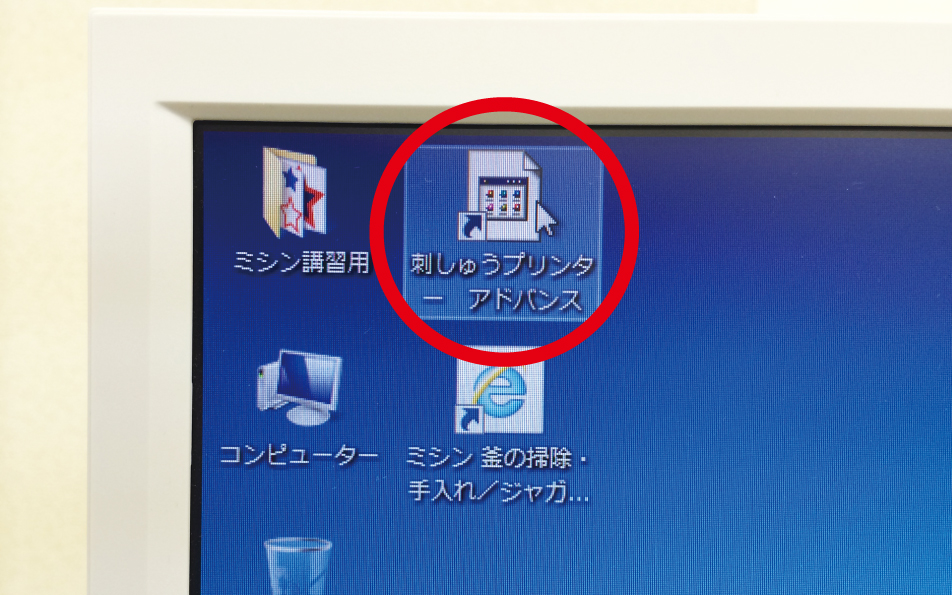 ミシン講習用
刺しゅうプリンタ
ー　アドバンス
コンピューター
ミシン 釜の掃除・
手入れ／ジャガ...